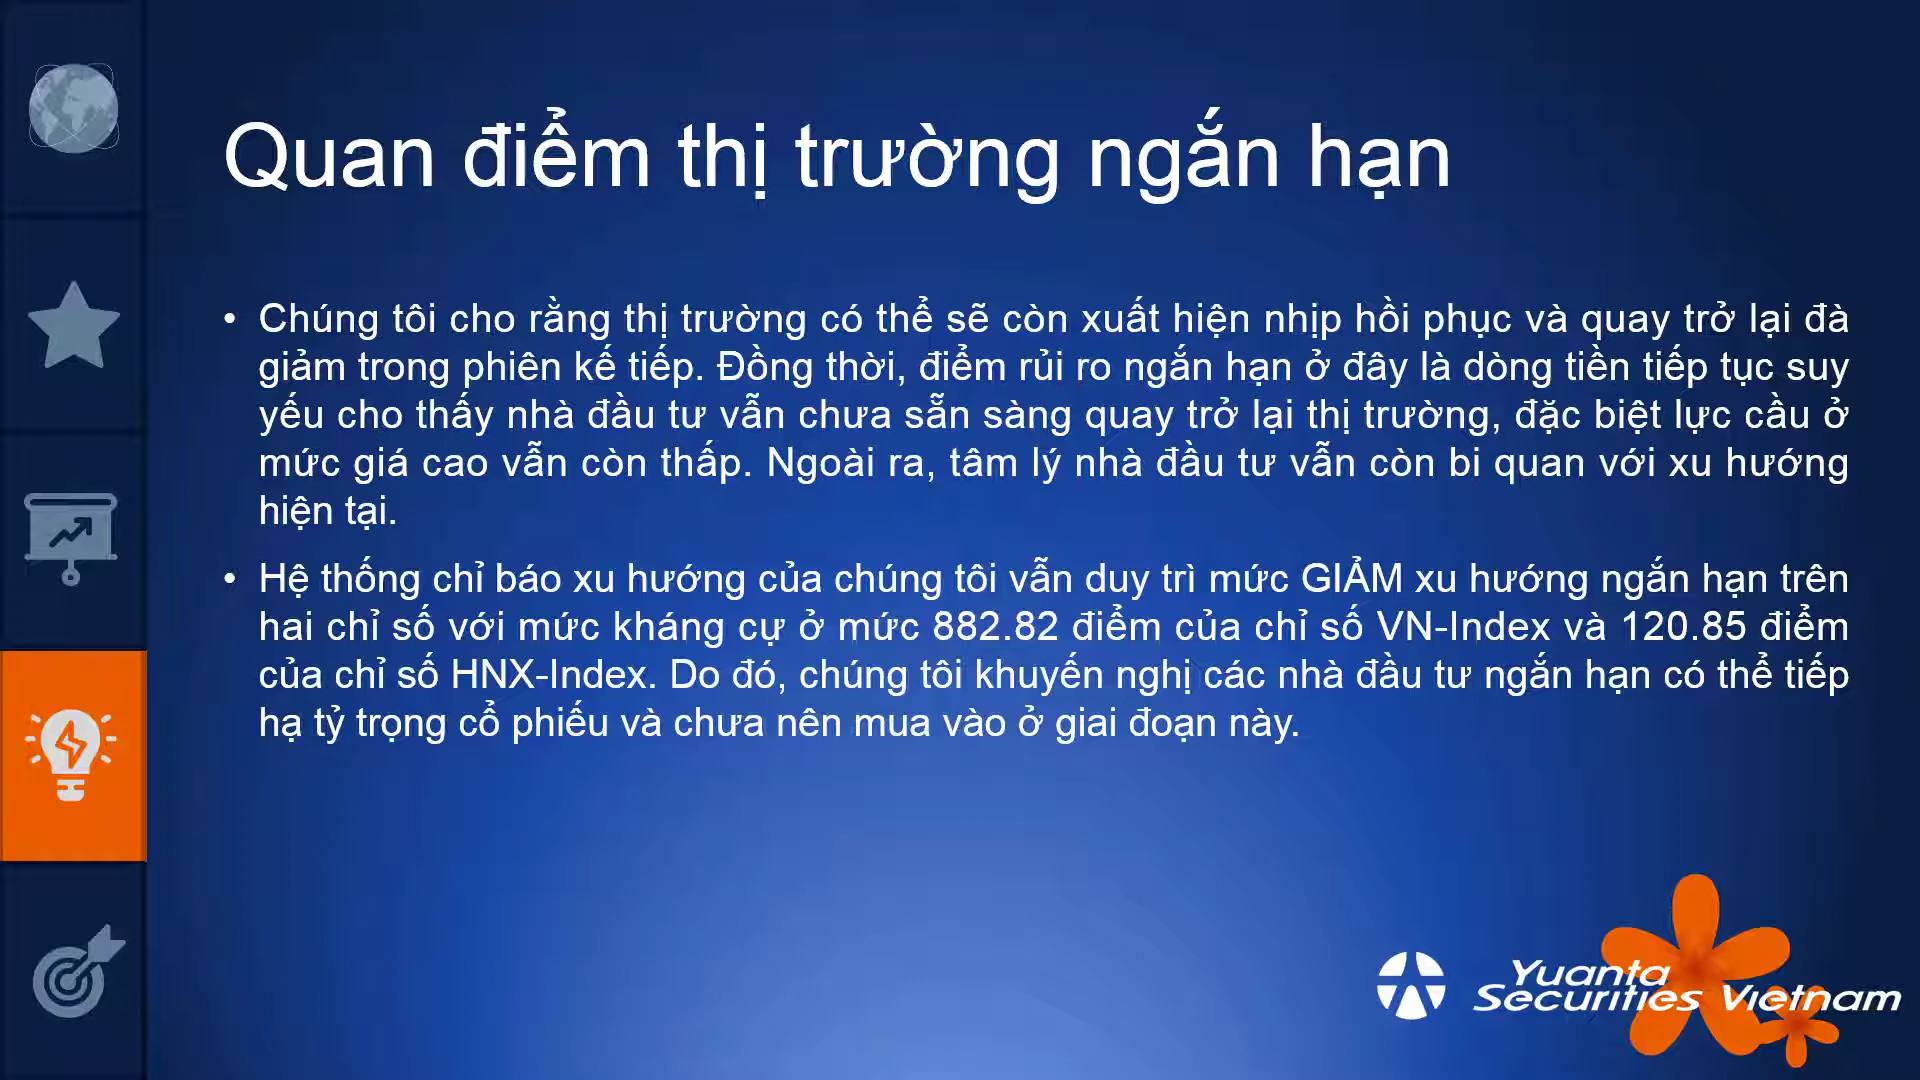 Quan điểm thị trường ngắn hạn
• Chúng tôi cho rằng thị trường có thể sẽ còn xuất hiện nhịp hồi phục và quay trở lại đà
giảm trong phiên kế tiếp. Đồng thời, điểm rủi ro ngắn hạn ở đây là dòng tiền tiếp tục suy
yếu cho thấy nhà đầu tư vẫn chưa sẵn sàng quay trở lại thị trường, đặc biệt lực cầu ở
mức giá cao vẫn còn thấp. Ngoài ra, tâm lý nhà đầu tư vẫn còn bi quan với xu hướng
hiện tại.
• Hệ thống chỉ báo xu hướng của chúng tôi vẫn duy trì mức GIẢM xu hướng ngắn hạn trên
hai chỉ số với mức kháng cự ở mức 882.82 điểm của chỉ số VN-Index và 120.85 điểm
của chỉ số HNX-Index. Do đó, chúng tôi khuyến nghị các nhà đầu tư ngắn hạn có thể tiếp
hạ tỷ trọng cổ phiếu và chưa nên mua vào ở giai đoạn này.
Yuanta
Securities Vietnam